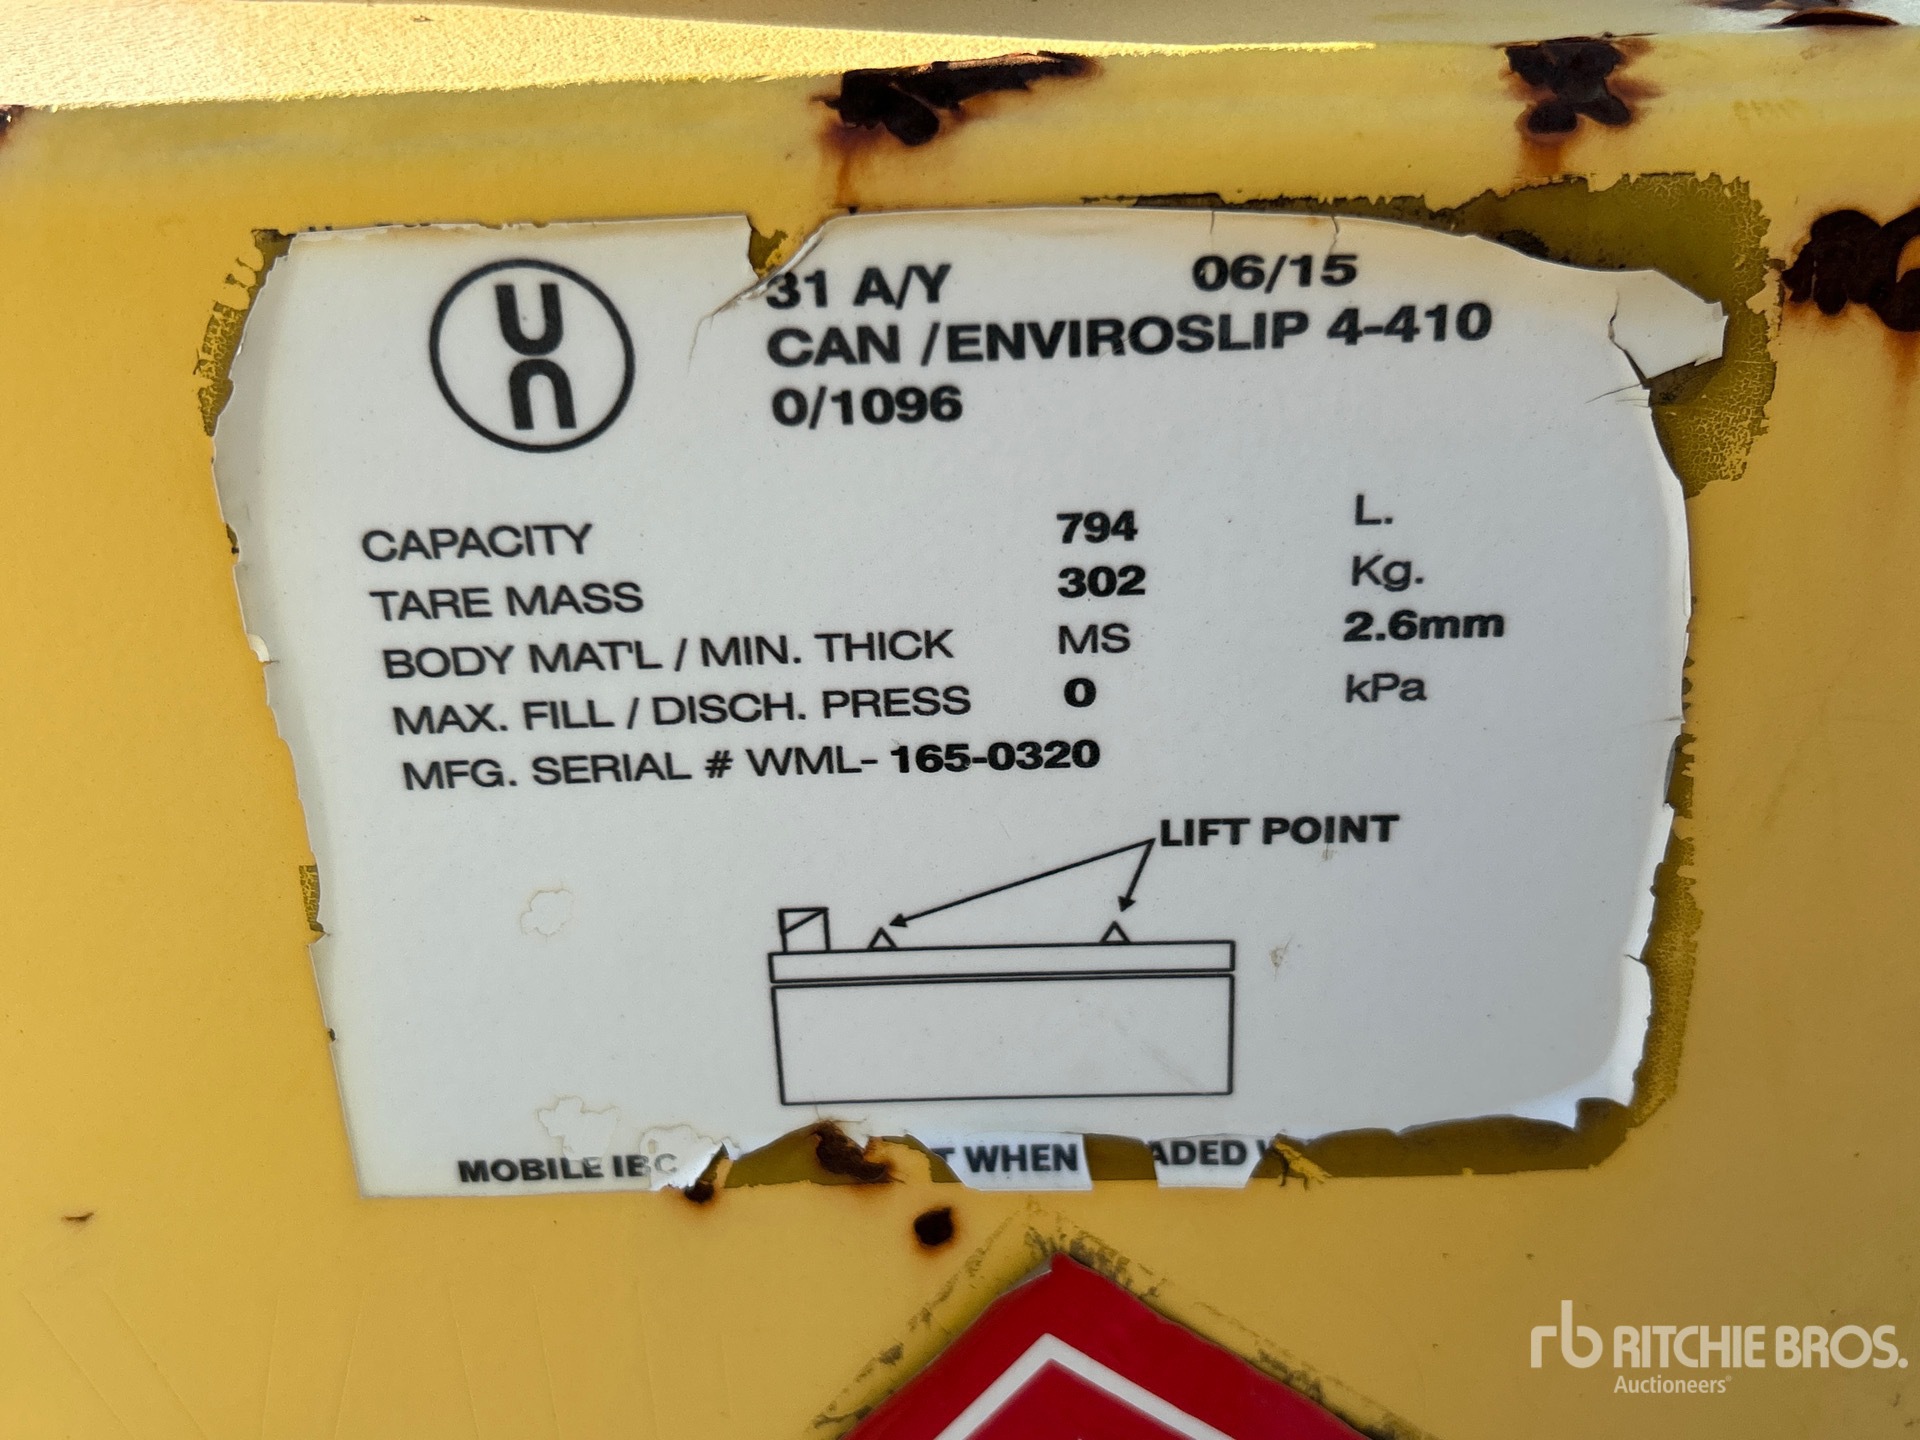 un
31 A/Y 06/15
CAN /ENVIROSLIP 4-410
0/1096
CAPACITY 794 L.
TARE MASS 302 Kg.
BODY MAT'L / MIN. THICK MS 2.6mm
MAX. FILL / DISCH. PRESS 0 kPa
MFG. SERIAL # WML- 165-0320
LIFT POINT
MOBILE IBC WHEN
rb RITCHIE BROS.
Auctioneers